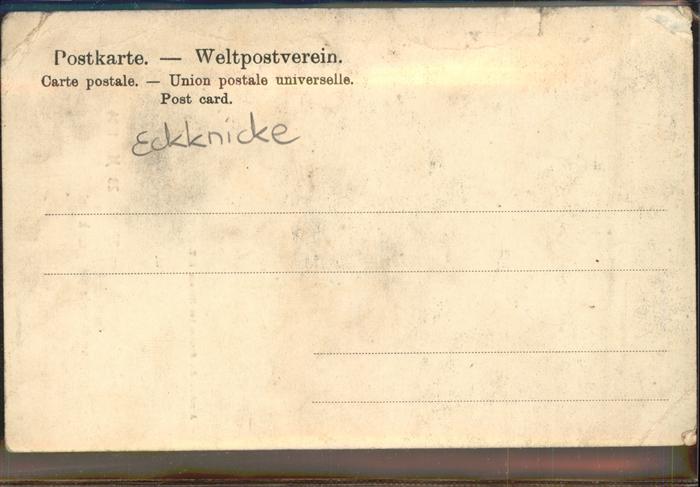 Postkarte. — Weltpostverein.
Carte postale. — Union postale universelle.
Post card.
Eckknicke